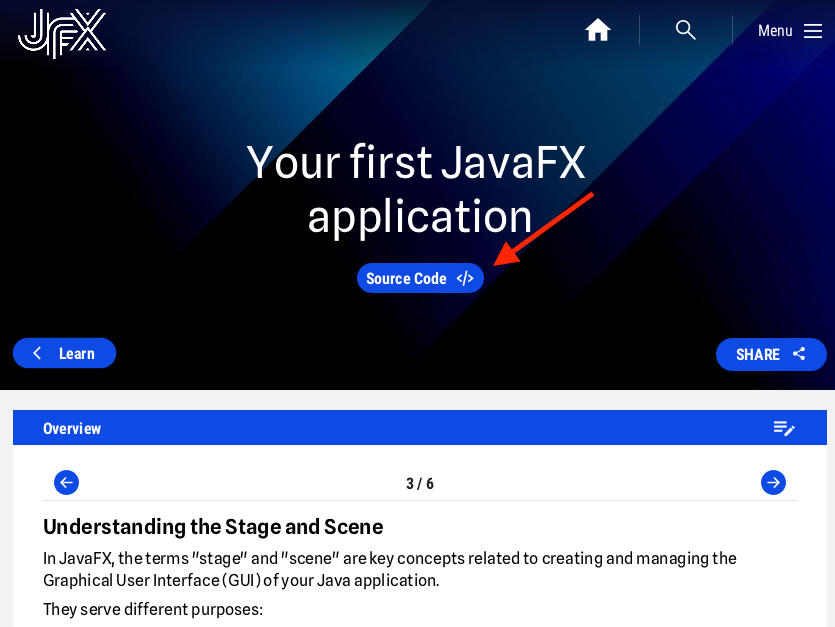 JFX
Menu
Your first JavaFX
application
Source Code </>
Learn
SHARE
Overview
3 / 6
Understanding the Stage and Scene
In JavaFX, the terms "stage" and "scene" are key concepts related to creating and managing the
Graphical User Interface (GUI) of your Java application.
They serve different purposes: